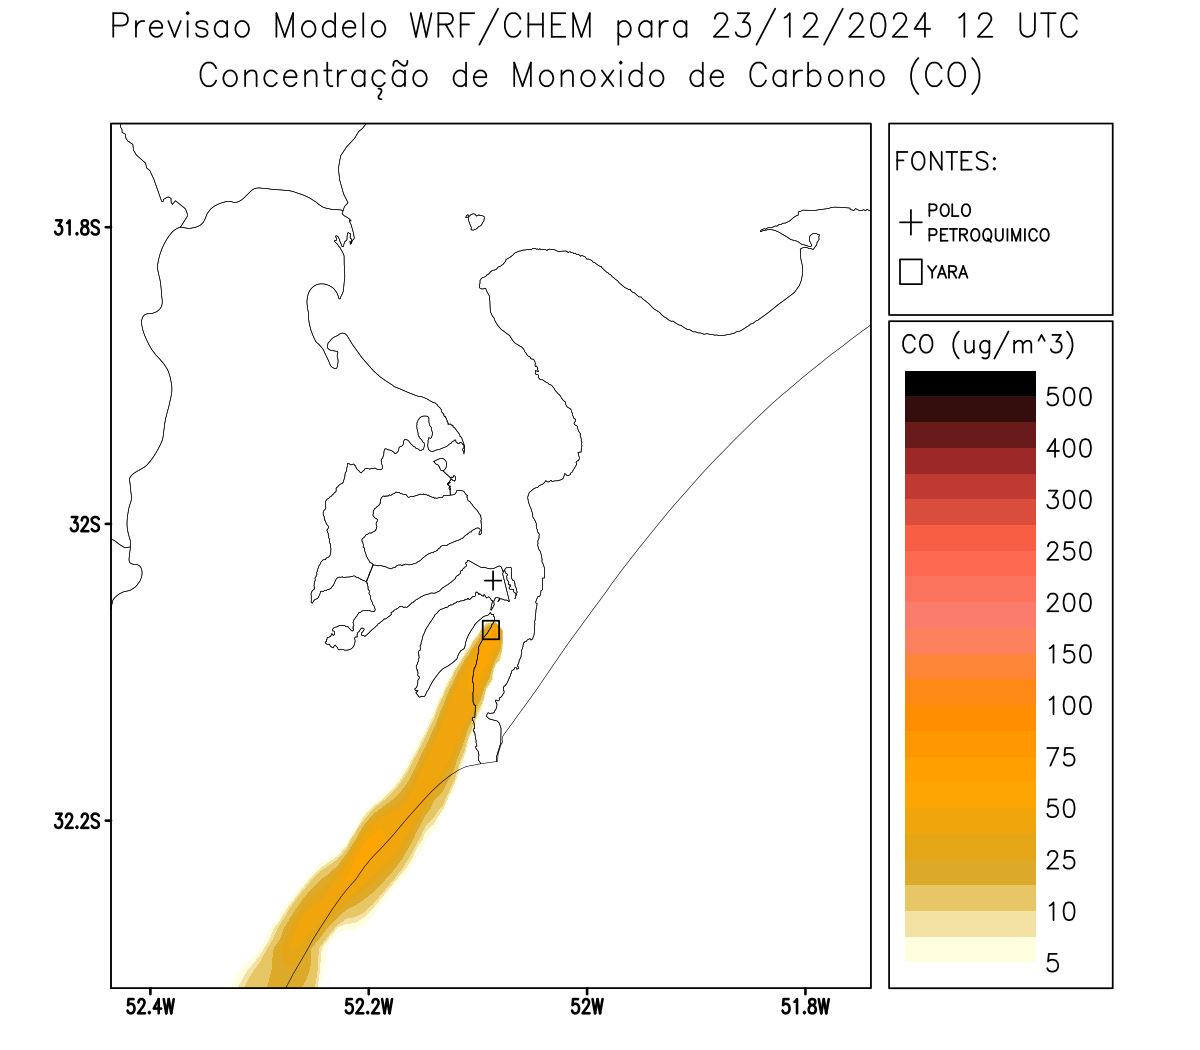 Previsao Modelo WRF/CHEM para 23/12/2024 12 UTC
Concentração de Monoxido de Carbono (CO)
FONTES:
POLO
PETROQUIMICO
YARA
CO (ug/m^3)
500
400
300
250
200
150
100
75
50
25
10
5
31.8S
32S
32.2S
52.4W
52.2W
52W
51.8W